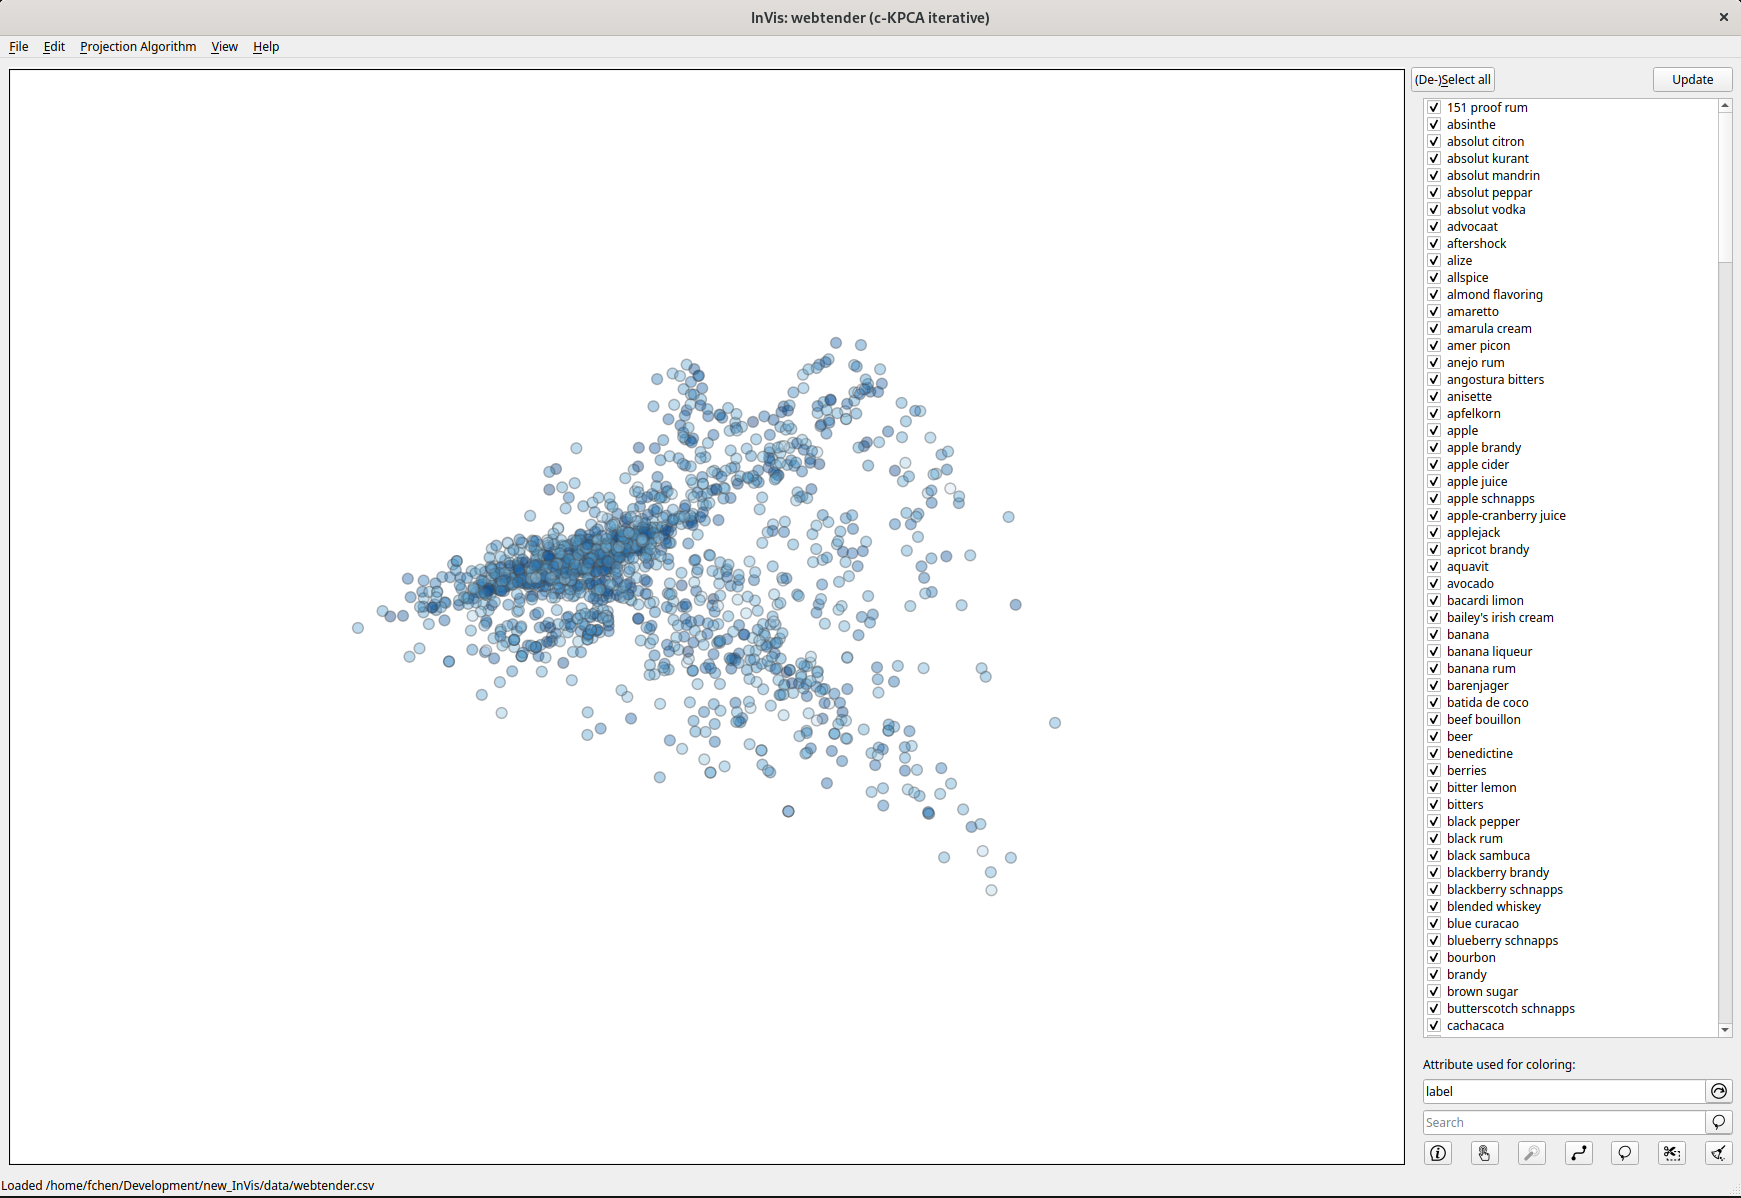 InVis: webtender (c-KPCA iterative)
File Edit Projection Algorithm View Help
(De-)Select all Update
151 proof rum
absinthe
absolut citron
absolut kurant
absolut mandrin
absolut peppar
absolut vodka
advocaat
aftershock
alize
allspice
almond flavoring
amaretto
amarula cream
amer picon
anejo rum
angostura bitters
anisette
apfelkorn
apple
apple brandy
apple cider
apple juice
apple schnapps
apple-cranberry juice
applejack
apricot brandy
aquavit
avocado
bacardi limon
bailey's irish cream
banana
banana liqueur
banana rum
barenjager
batida de coco
beef bouillon
beer
benedictine
berries
bitter lemon
bitters
black pepper
black rum
black sambuca
blackberry brandy
blackberry schnapps
blended whiskey
blue curacao
blueberry schnapps
bourbon
brandy
brown sugar
butterscotch schnapps
cachacaca
Attribute used for coloring:
label
Search
Loaded /home/fchen/Development/new_InVis/data/webtender.csv